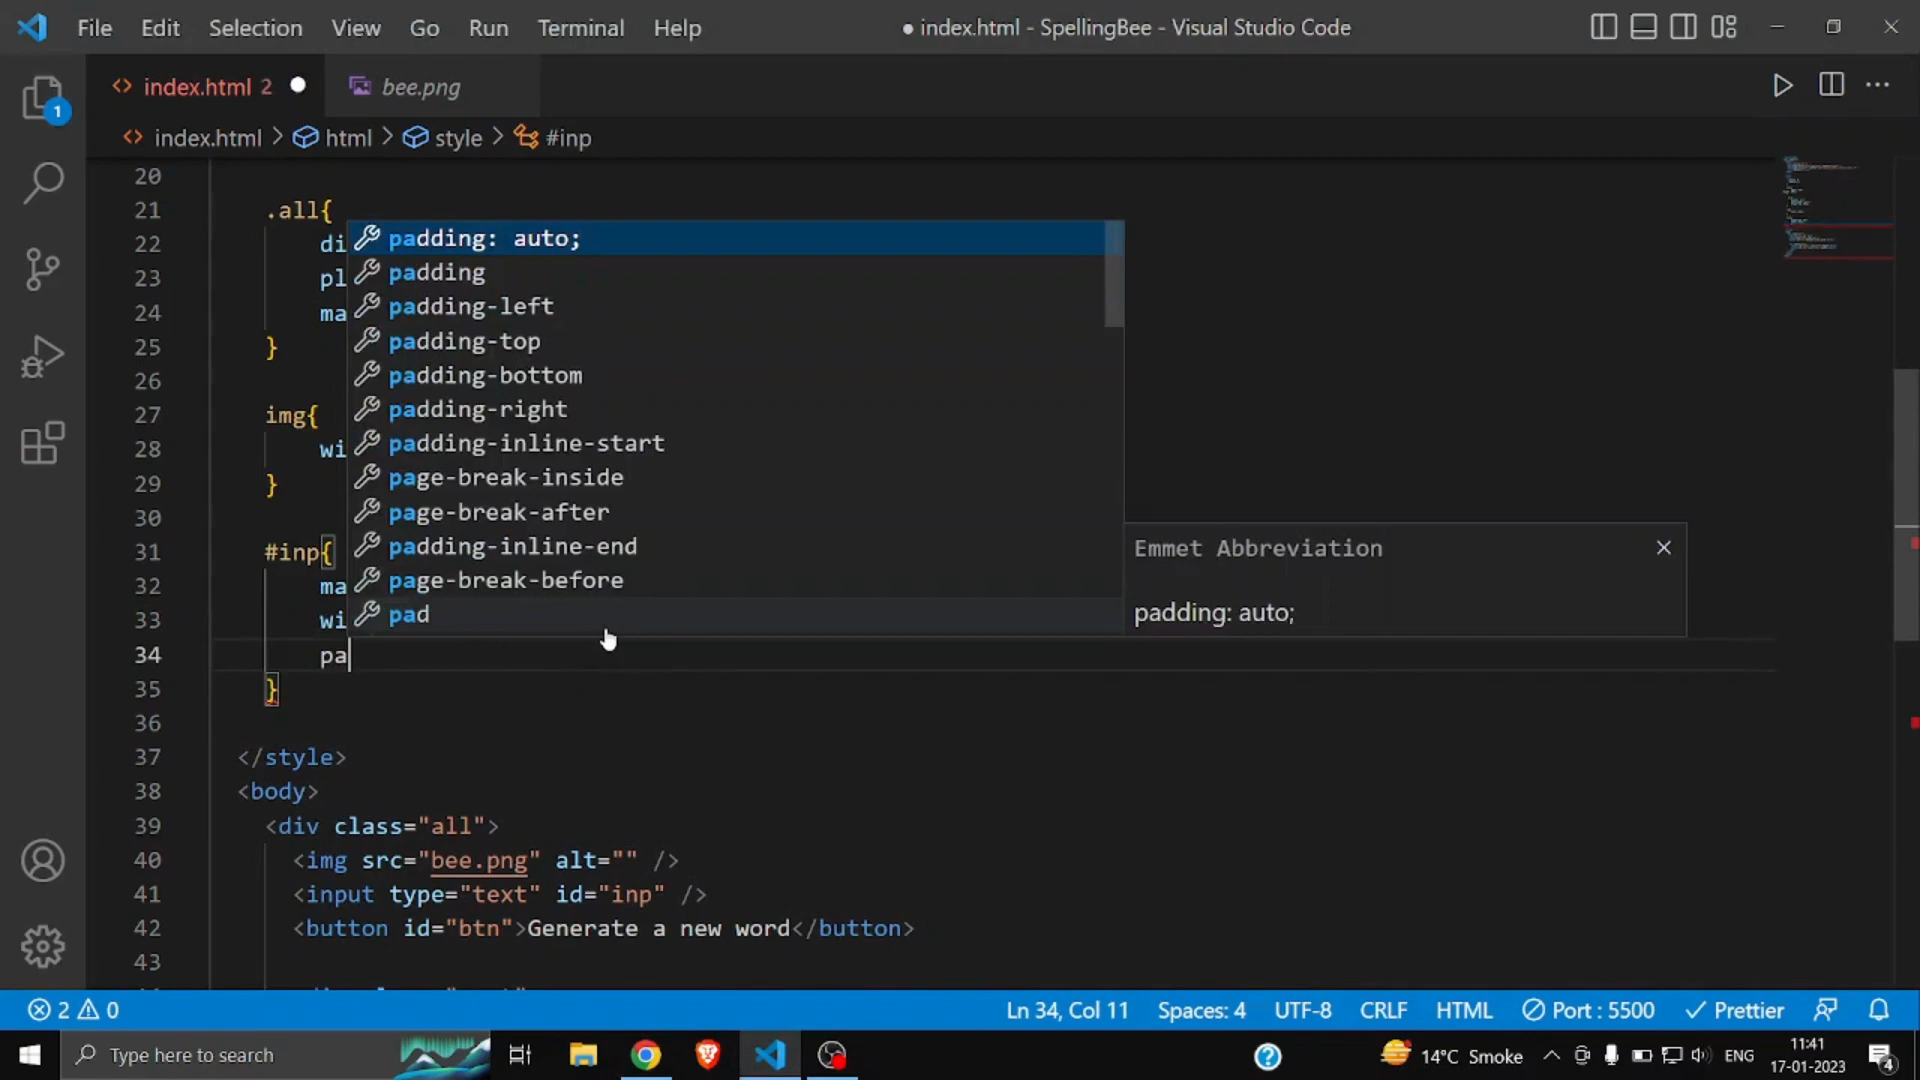 File Edit Selection View Go Run Terminal Help ● index.html - SpellingBee - Visual Studio Code
<> index.html 2 ● bee.png
<> index.html > html > style > #inp
1
20
21 .all{
22 di
23 pl
24 ma
25 }
26
27 img{
28 wi
29 }
30
31 #inp{
32 ma
33 wi
34 pa
35 }
36
37 </style>
38 <body>
39 <div class="all">
40 <img src="bee.png" alt="" />
41 <input type="text" id="inp" />
42 <button id="btn">Generate a new word</button>
43
padding: auto;
padding
padding-left
padding-top
padding-bottom
padding-right
padding-inline-start
page-break-inside
page-break-after
padding-inline-end
page-break-before
pad
Emmet Abbreviation
padding: auto;
2 0 Ln 34, Col 11 Spaces: 4 UTF-8 CRLF HTML Port : 5500 Prettier
Type here to search 14°C Smoke ENG 11:41
17-01-2023 4